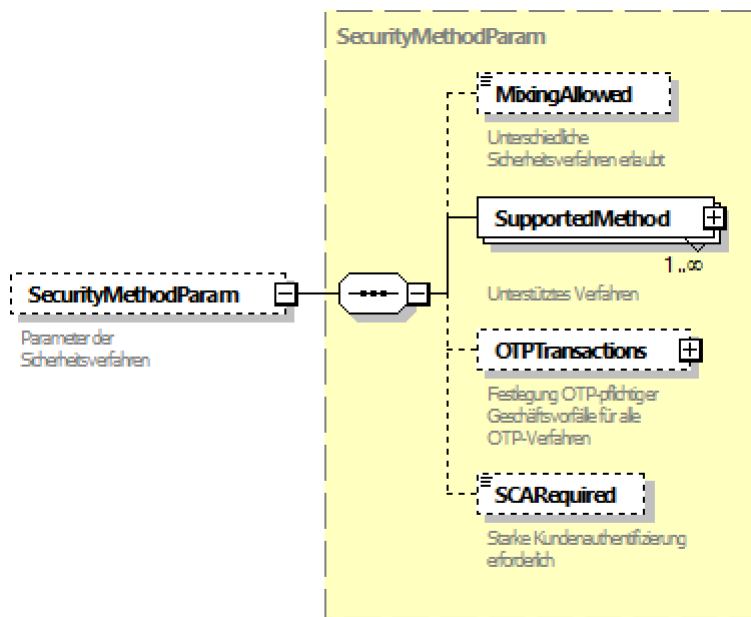 SecurityMethodParam
MixingAllowed
Unterschiedliche
Sicherheitsverfahren erlaubt
SupportedMethod
1..∞
Unterstütztes Verfahren
SecurityMethodParam
Parameter der
Sicherheitsverfahren
OTPTransactions
Festlegung OTP-pflichtiger
Geschäftsvorfälle für alle
OTP-Verfahren
SCARequired
Starke Kundenauthentifizierung
erforderlich